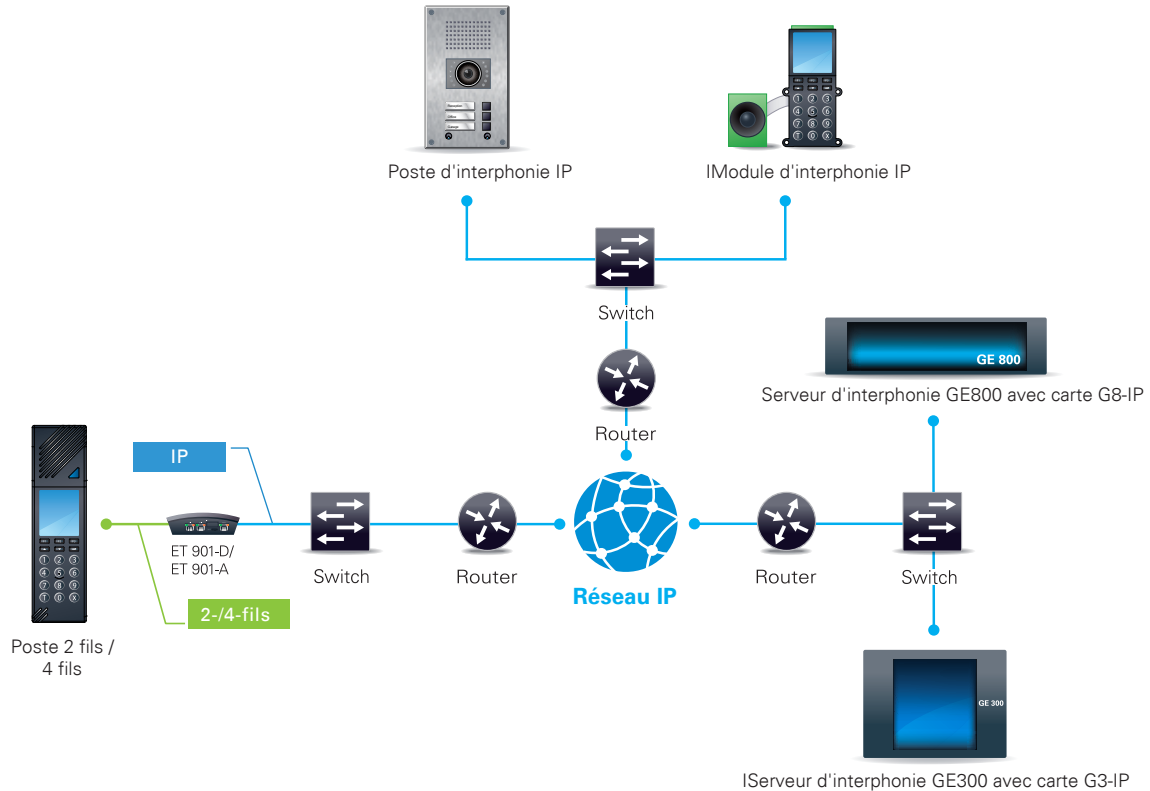 Poste d'interphonie IP
IModule d'interphonie IP
Switch
Router
GE 800
Serveur d'interphonie GE800 avec carte G8-IP
IP
ET 901-D/
ET 901-A
Switch
Router
Réseau IP
Router
Switch
2-/4-fils
Poste 2 fils /
4 fils
GE 300
IServeur d'interphonie GE300 avec carte G3-IP